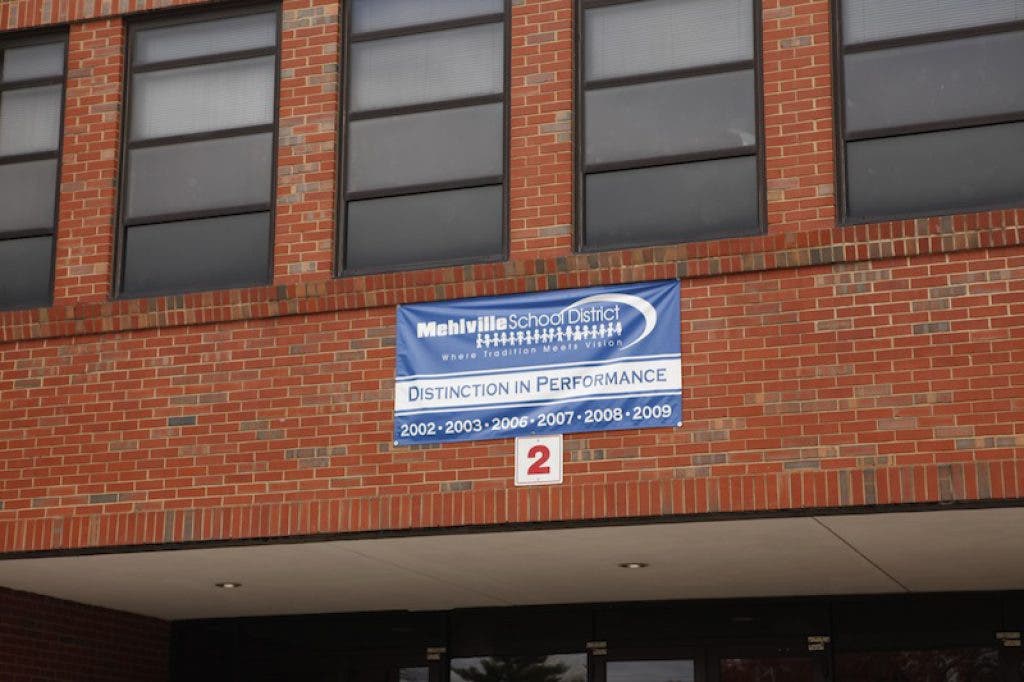 Mehlville School District
Where Tradition Meets Vision
DISTINCTION IN PERFORMANCE
2002 • 2003 • 2006 • 2007 • 2008 • 2009
2